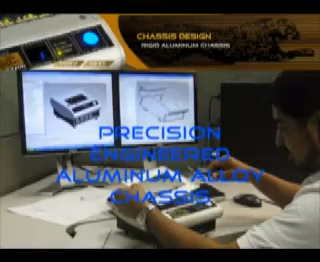 CHASSIS DESIGN
RIGID ALUMINUM CHASSIS
PRECISION
ENGINEERED
ALUMINUM ALLOY
CHASSIS